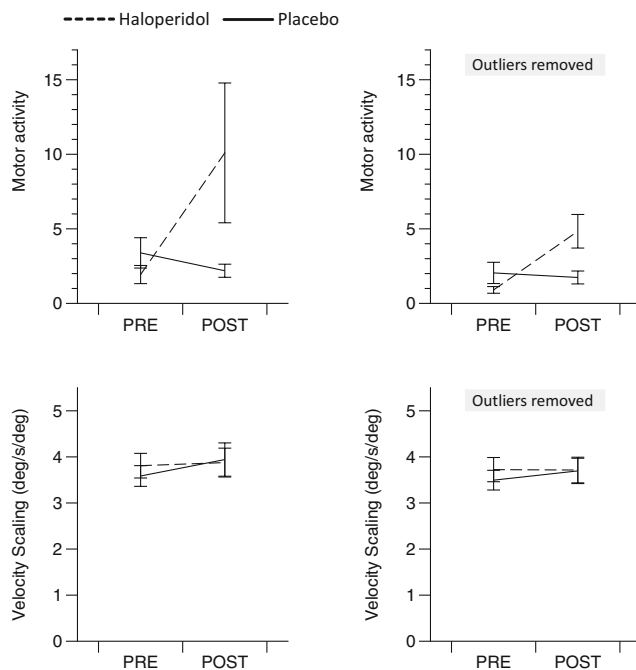 Haloperidol Placebo
Motor activity
15
10
5
0
PRE POST
Outliers removed
Motor activity
15
10
5
0
PRE POST
Velocity Scaling (deg/s/deg)
5
4
3
2
1
0
PRE POST
Outliers removed
Velocity Scaling (deg/s/deg)
5
4
3
2
1
0
PRE POST